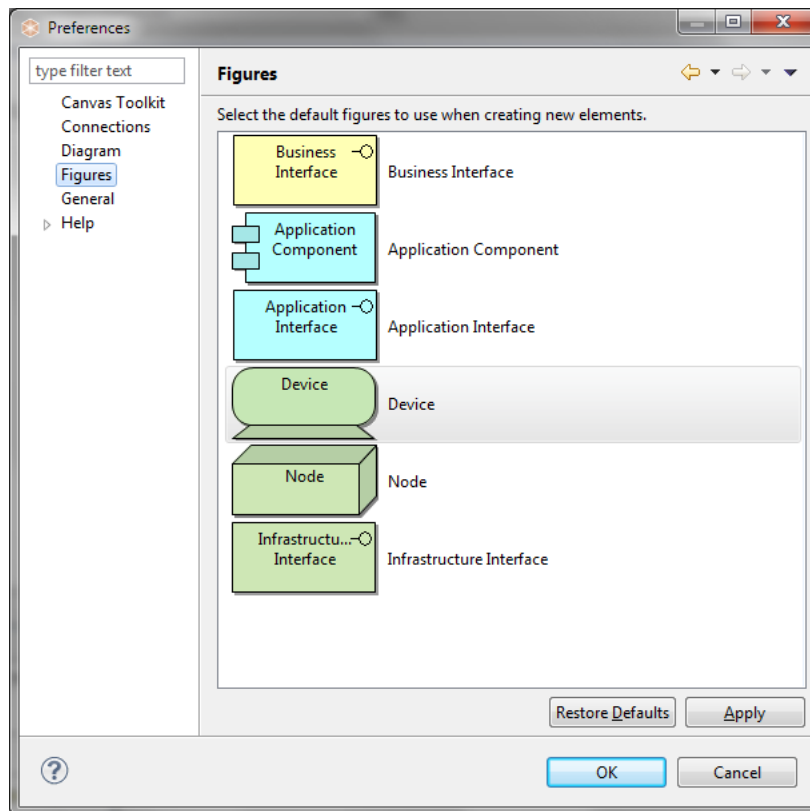 Preferences
type filter text
Canvas Toolkit
Connections
Diagram
Figures
General
Help
Figures
Select the default figures to use when creating new elements.
Business
Interface
Business Interface
Application
Component
Application Component
Application
Interface
Application Interface
Device
Device
Node
Node
Infrastructu...
Interface
Infrastructure Interface
Restore Defaults
Apply
?
OK
Cancel